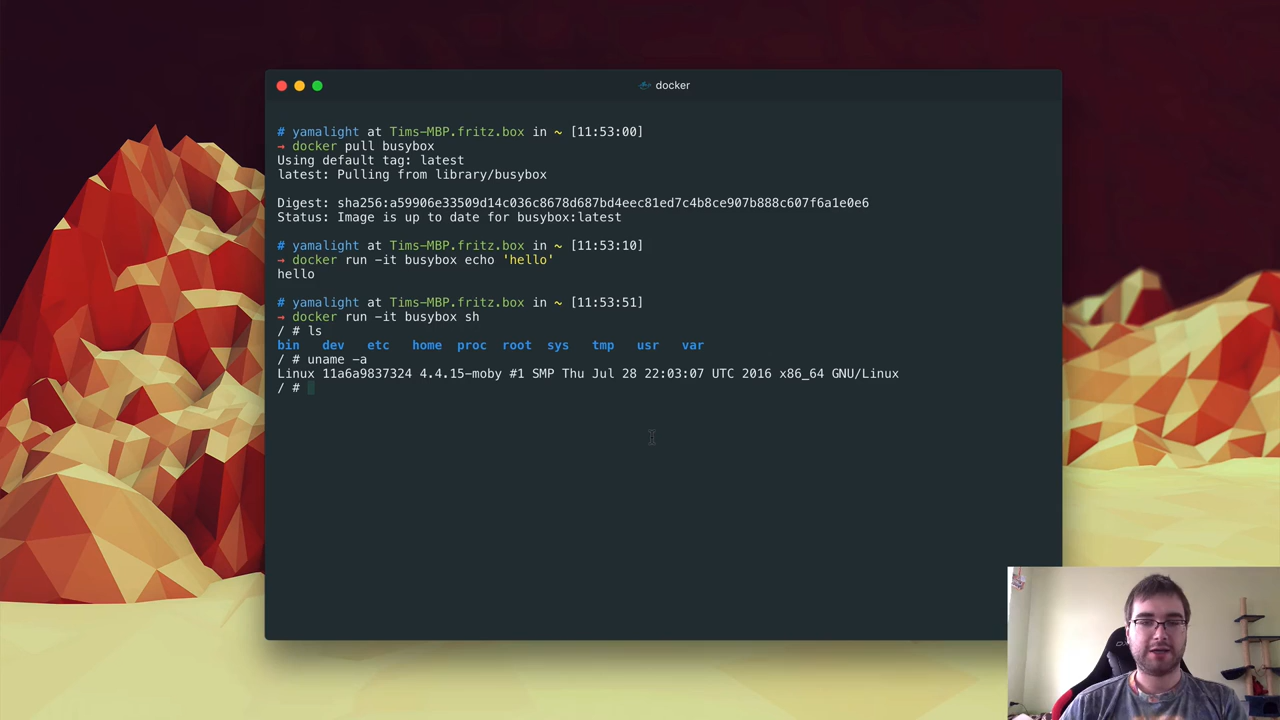 docker
# yamalight at Tims-MBP.fritz.box in ~ [11:53:00]
→ docker pull busybox
Using default tag: latest
latest: Pulling from library/busybox
Digest: sha256:a59906e33509d14c036c8678d687bd4eec81ed7c4b8ce907b888c607f6a1e0e6
Status: Image is up to date for busybox:latest
# yamalight at Tims-MBP.fritz.box in ~ [11:53:10]
→ docker run -it busybox echo 'hello'
hello
# yamalight at Tims-MBP.fritz.box in ~ [11:53:51]
→ docker run -it busybox sh
/ # ls
bin dev etc home proc root sys tmp usr var
/ # uname -a
Linux 11a6a9837324 4.4.15-moby #1 SMP Thu Jul 28 22:03:07 UTC 2016 x86_64 GNU/Linux
/ #